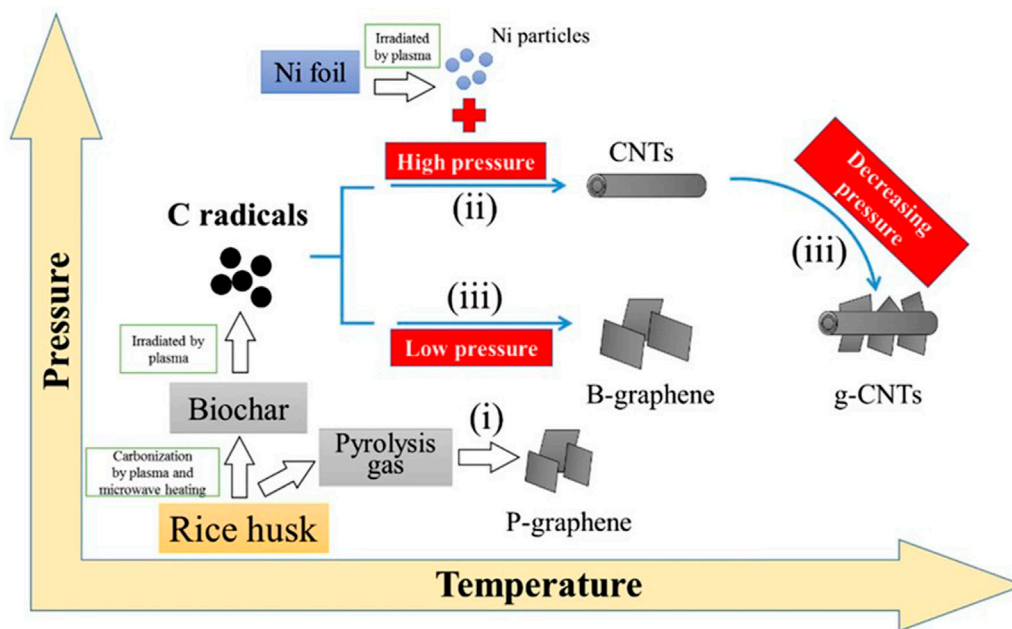 Ni foil
Irradiated
by plasma
Ni particles
High pressure
(ii)
CNTs
Decreasing
pressure
(iii)
C radicals
(iii)
Low pressure
B-graphene
g-CNTs
Irradiated by
plasma
Biochar
Carbonization
by plasma and
microwave heating
Pyrolysis
gas
(i)
P-graphene
Rice husk
Pressure
Temperature